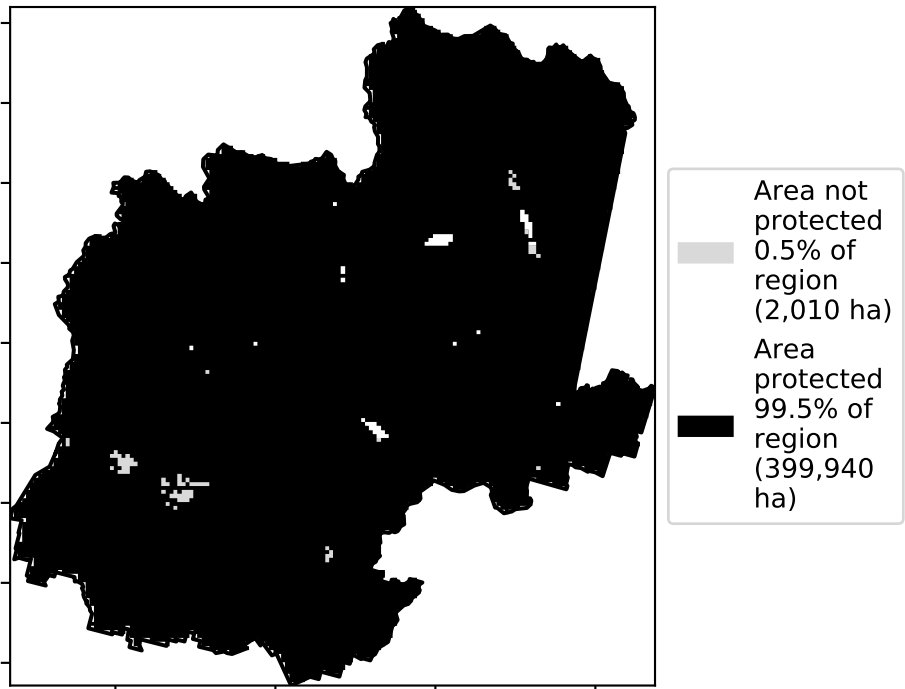 Area not
protected
0.5% of
region
(2,010 ha)
Area
protected
99.5% of
region
(399,940
ha)